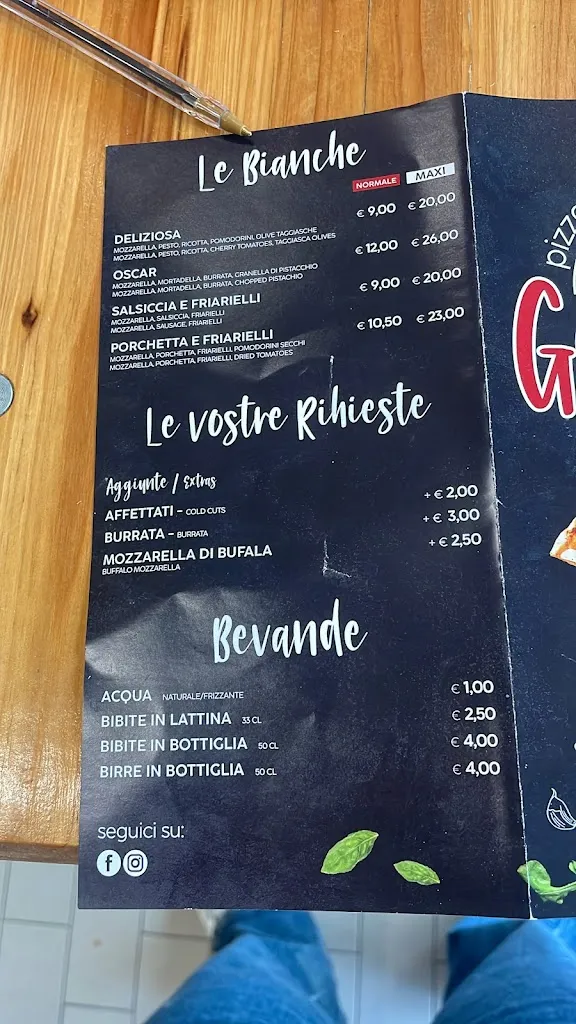 Le Bianche
NORMALE MAXI
DELIZIOSA € 9,00 € 20,00
MOZZARELLA, PESTO, RICOTTA, POMODORINI, OLIVE TAGGIASCHE
MOZZARELLA, PESTO, RICOTTA, CHERRY TOMATOES, TAGGIASCA OLIVES
OSCAR € 12,00 € 26,00
MOZZARELLA, MORTADELLA, BURRATA, GRANELLA DI PISTACCHIO
MOZZARELLA, MORTADELLA, BURRATA, CHOPPED PISTACHIO
SALSICCIA E FRIARIELLI € 9,00 € 20,00
MOZZARELLA, SALSICCIA, FRIARIELLI
MOZZARELLA, SAUSAGE, FRIARIELLI
PORCHETTA E FRIARIELLI € 10,50 € 23,00
MOZZARELLA, PORCHETTA, FRIARIELLI, POMODORINI SECCHI
MOZZARELLA, PORCHETTA, FRIARIELLI, DRIED TOMATOES
Le vostre Rihieste
Aggiunte / Extras
AFFETTATI - COLD CUTS + € 2,00
BURRATA - BURRATA + € 3,00
MOZZARELLA DI BUFALA + € 2,50
BUFFALO MOZZARELLA
Bevande
ACQUA NATURALE/FRIZZANTE € 1,00
BIBITE IN LATTINA 33 CL € 2,50
BIBITE IN BOTTIGLIA 50 CL € 4,00
BIRRE IN BOTTIGLIA 50 CL € 4,00
seguici su: